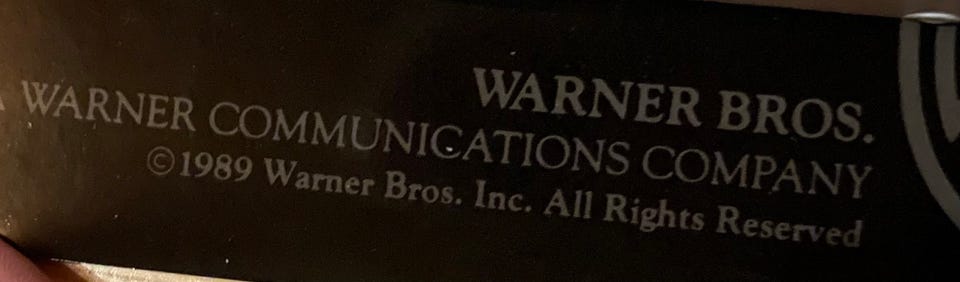 WARNER BROS.
A WARNER COMMUNICATIONS COMPANY
©1989 Warner Bros. Inc. All Rights Reserved